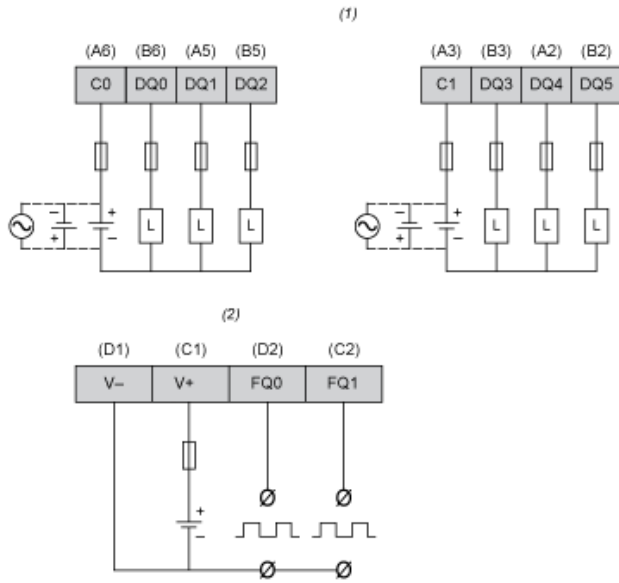 (1)
(A6) (B6) (A5) (B5)
C0 DQ0 DQ1 DQ2
+
− +
~ −
L L L
(A3) (B3) (A2) (B2)
C1 DQ3 DQ4 DQ5
+
− +
~ −
L L L
(2)
(D1) (C1) (D2) (C2)
V− V+ FQ0 FQ1
+
−